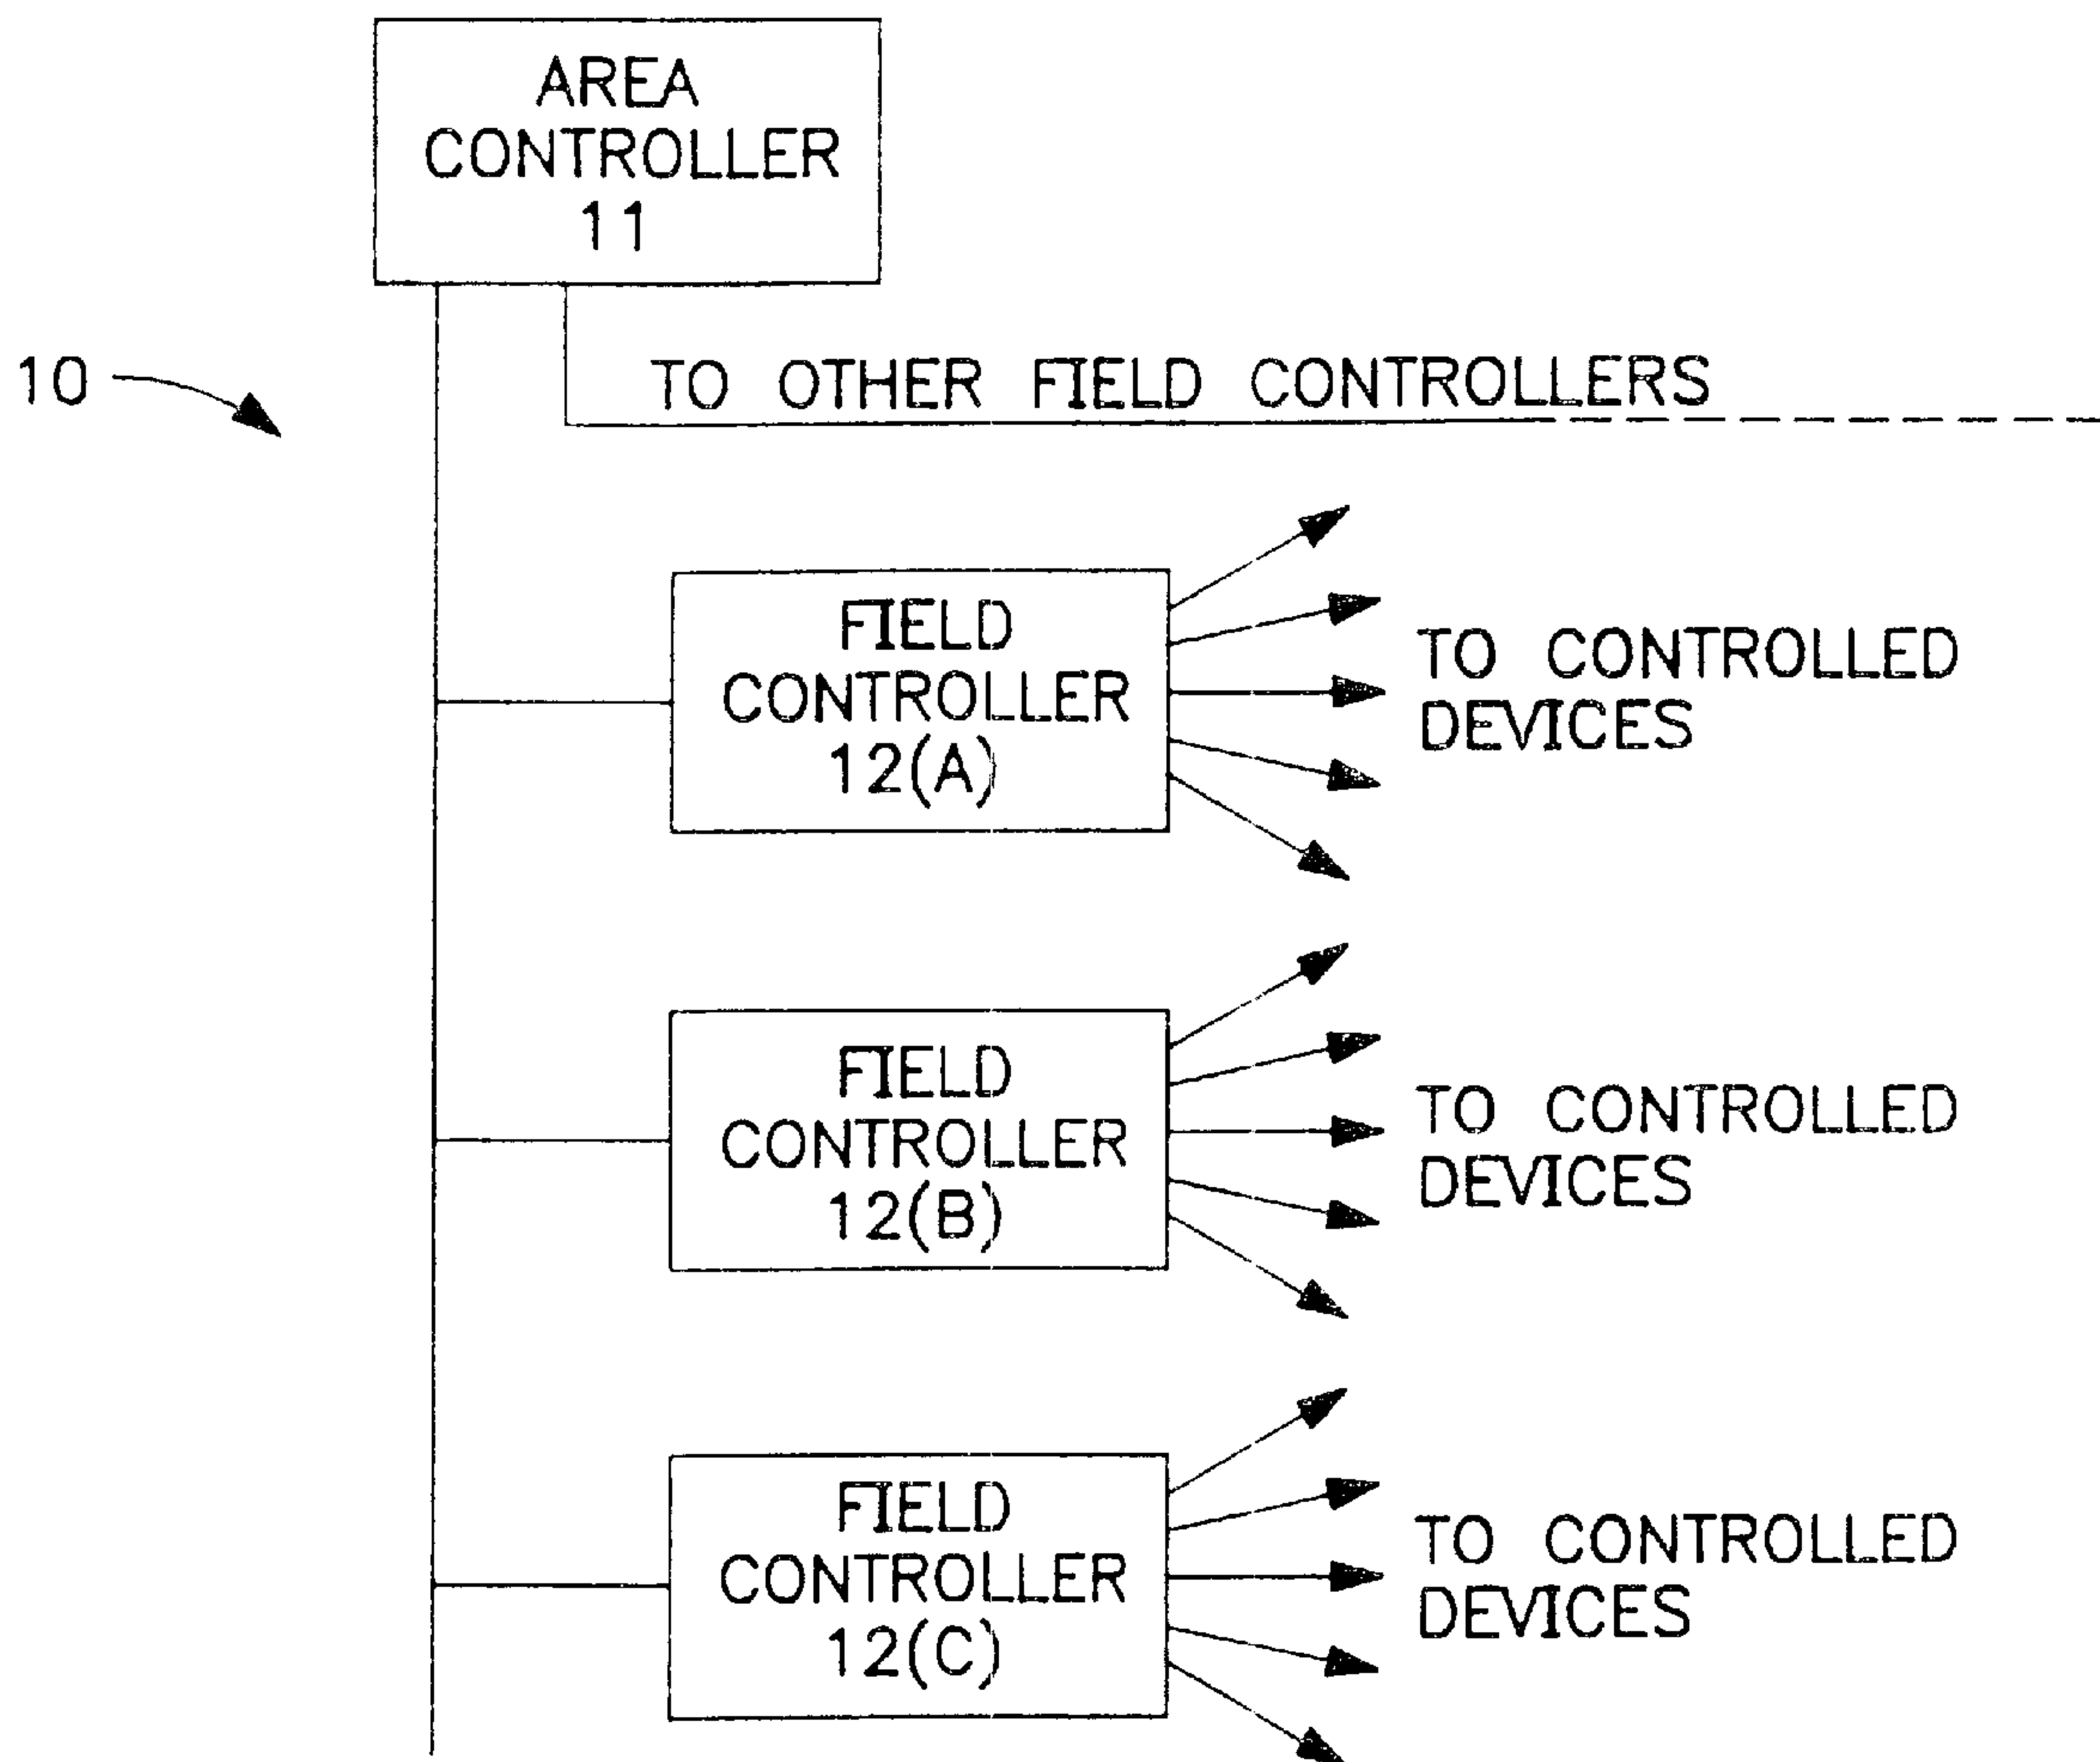 AREA
CONTROLLER
11
10
TO OTHER FIELD CONTROLLERS
FIELD
CONTROLLER
12(A)
TO CONTROLLED
DEVICES
FIELD
CONTROLLER
12(B)
TO CONTROLLED
DEVICES
FIELD
CONTROLLER
12(C)
TO CONTROLLED
DEVICES